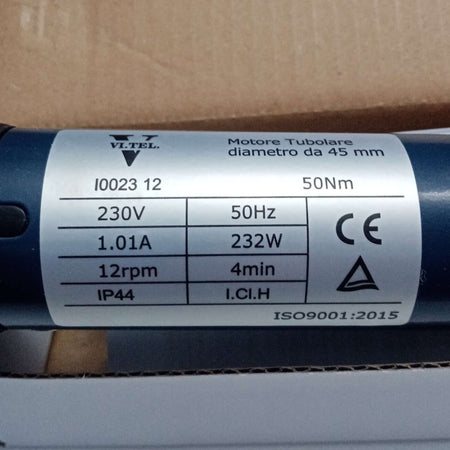 VI.TEL.
Motore Tubolare
diametro da 45 mm
I0023 12 50Nm
230V 50Hz
1.01A 232W
12rpm 4min
IP44 I.Cl.H
CE
ISO9001:2015